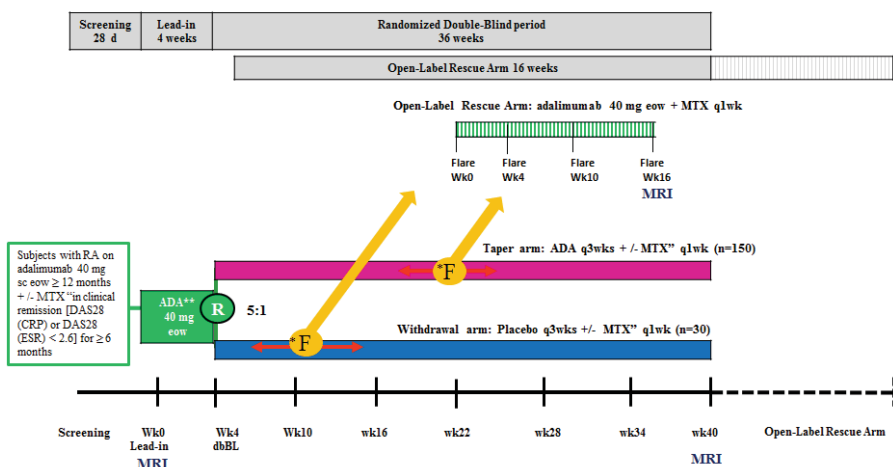 Screening
28 d
Lead-in
4 weeks
Randomized Double-Blind period
36 weeks
Open-Label Rescue Arm 16 weeks
Open-Label Rescue Arm: adalimumab 40 mg eow + MTX q1wk
Flare
Wk0
Flare
Wk4
Flare
Wk10
Flare
Wk16
MRI
Subjects with RA on
adalimumab 40 mg
sc eow ≥ 12 months
+ /- MTX “in clinical
remission [DAS28
(CRP) or DAS28
(ESR) < 2.6] for ≥ 6
months
ADA**
40 mg
eow
R
5:1
Taper arm: ADA q3wks + /- MTX” q1wk (n=150)
*F
Withdrawal arm: Placebo q3wks +/- MTX” q1wk (n=30)
*F
Screening
Wk0
Lead-in
MRI
Wk4
dbBL
Wk10
wk16
wk22
wk28
wk34
wk40
MRI
Open-Label Rescue Arm